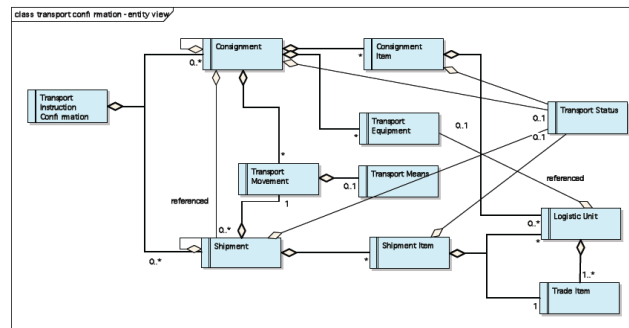 class transport confirmation - entity view
Consignment
Consignment
Item
0..*
*
Transport
Instruction
Confirmation
Transport Status
Transport
Equipment
0..1
0..1
0..1
*
*
Transport
Movement
Transport Means
0..1
referenced
referenced
1
Logistic Unit
0..*
0..*
*
Shipment
Shipment Item
0..*
*
1..*
Trade Item
1